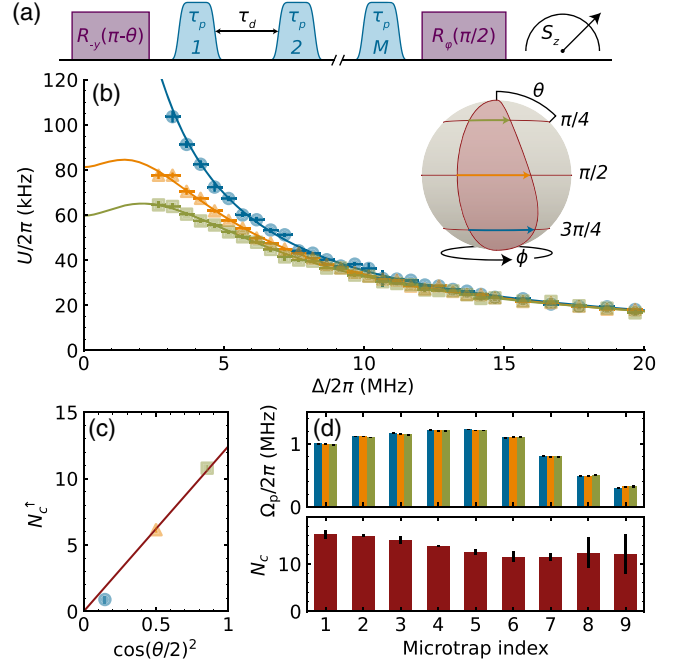 (a)
R_{-y}(π-θ)
τ_p
1
τ_d
τ_p
2
τ_p
M
R_φ(π/2)
S_z
(b)
U/2π (kHz)
120
100
80
60
40
20
0
0 5 10 15 20
Δ/2π (MHz)
θ
π/4
π/2
3π/4
ϕ
(c)
N_c^↑
15
10
5
0
0 0.5 1
cos(θ/2)^2
(d)
Ω_p/2π (MHz)
1
0
N_c
10
0
1 2 3 4 5 6 7 8 9
Microtrap index